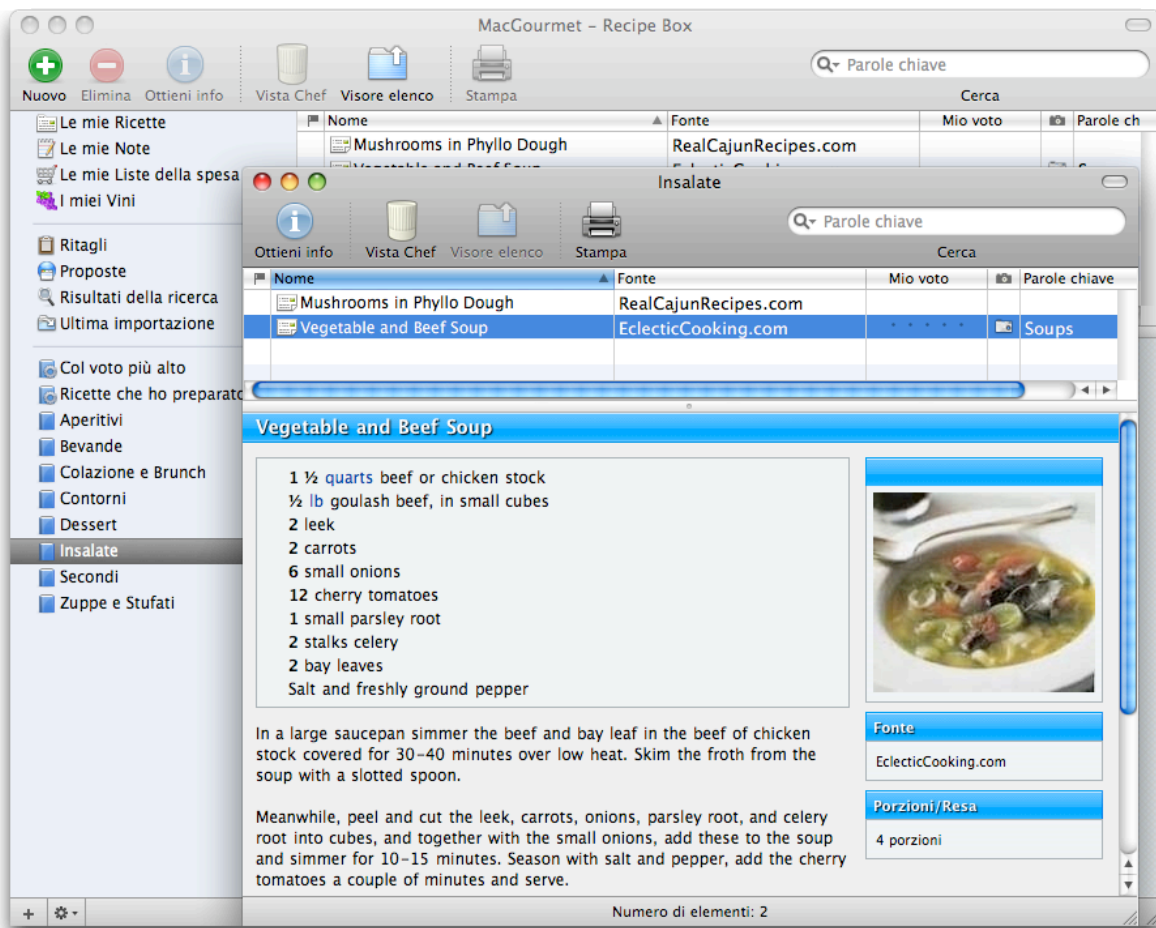 MacGourmet – Recipe Box
Nuovo Elimina Ottieni info Vista Chef Visore elenco Stampa
Parole chiave
Cerca
Le mie Ricette
Le mie Note
Le mie Liste della spesa
I miei Vini
Ritagli
Proposte
Risultati della ricerca
Ultima importazione
Col voto più alto
Ricette che ho preparato
Aperitivi
Bevande
Colazione e Brunch
Contorni
Dessert
Insalate
Secondi
Zuppe e Stufati
Nome Fonte Mio voto Parole ch
Mushrooms in Phyllo Dough RealCajunRecipes.com
Insalate
Ottieni info Vista Chef Visore elenco Stampa
Parole chiave
Cerca
Nome Fonte Mio voto Parole chiave
Mushrooms in Phyllo Dough RealCajunRecipes.com
Vegetable and Beef Soup EclecticCooking.com Soups
Vegetable and Beef Soup
1 ½ quarts beef or chicken stock
½ lb goulash beef, in small cubes
2 leek
2 carrots
6 small onions
12 cherry tomatoes
1 small parsley root
2 stalks celery
2 bay leaves
Salt and freshly ground pepper
In a large saucepan simmer the beef and bay leaf in the beef of chicken
stock covered for 30–40 minutes over low heat. Skim the froth from the
soup with a slotted spoon.
Meanwhile, peel and cut the leek, carrots, onions, parsley root, and celery
root into cubes, and together with the small onions, add these to the soup
and simmer for 10–15 minutes. Season with salt and pepper, add the cherry
tomatoes a couple of minutes and serve.
Fonte
EclecticCooking.com
Porzioni/Resa
4 porzioni
Numero di elementi: 2